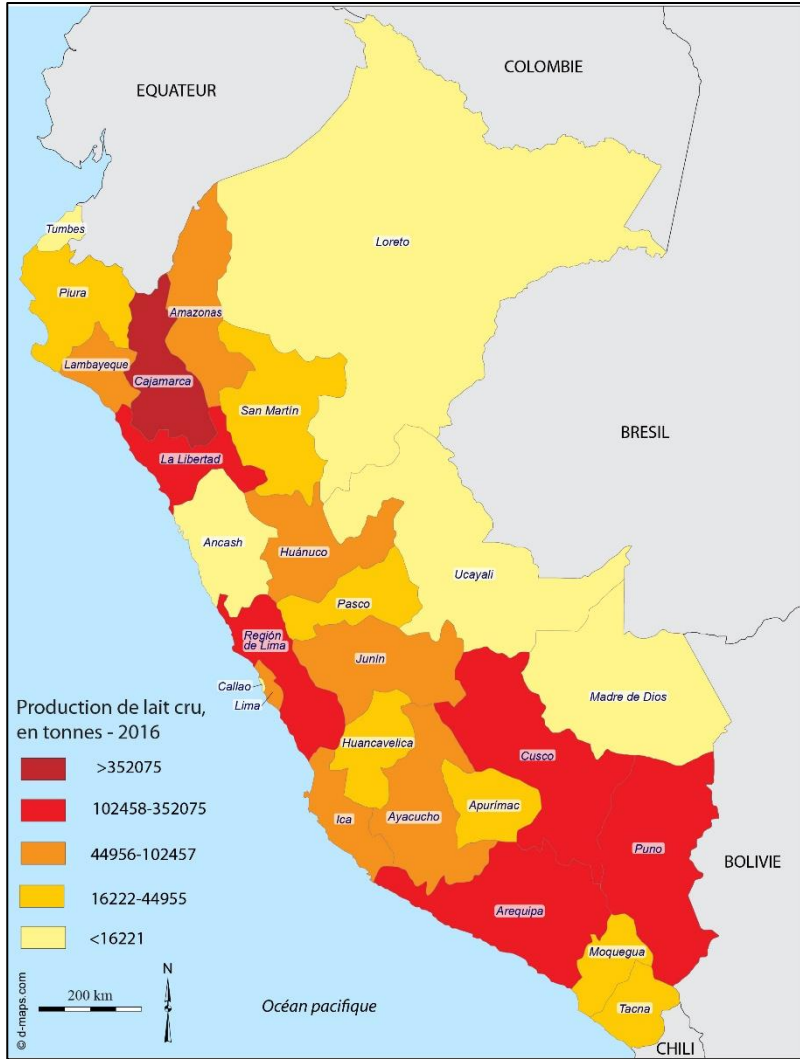 COLOMBIE
EQUATEUR
Tumbes
Loreto
Piura
Amazonas
Lambayeque
Cajamarca
San Martín
BRESIL
La Libertad
Ancash
Huánuco
Ucayali
Pasco
Región
de Lima
Junín
Callao
Lima
Madre de Dios
Huancavelica
Cusco
Apurímac
Ica
Ayacucho
Puno
BOLIVIE
Arequipa
Moquegua
Tacna
CHILI
Océan pacifique
Production de lait cru,
en tonnes - 2016
>352075
102458-352075
44956-102457
16222-44955
<16221
N
200 km
© d-maps.com